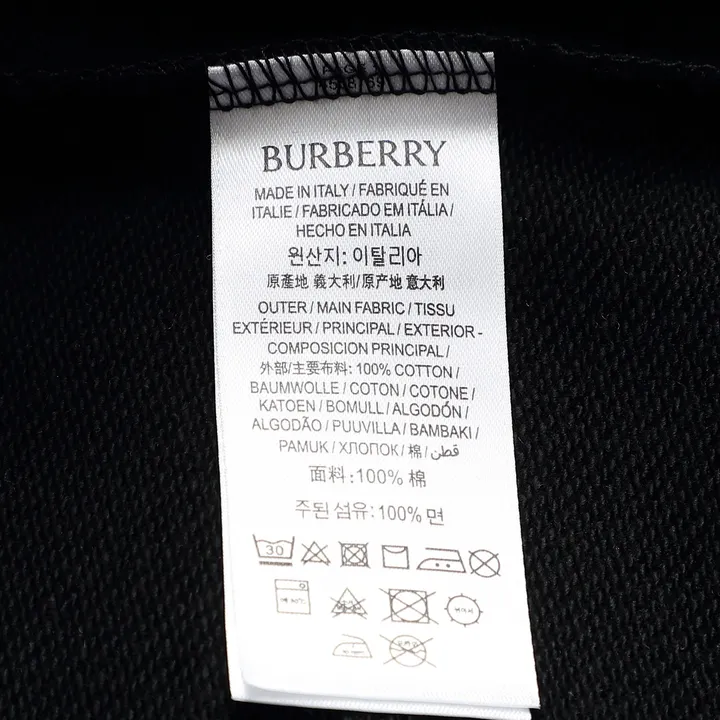 BURBERRY
MADE IN ITALY / FABRIQUÉ EN
ITALIE / FABRICADO EM ITÁLIA /
HECHO EN ITALIA
원산지: 이탈리아
原產地 義大利/原产地 意大利
OUTER / MAIN FABRIC / TISSU
EXTÉRIEUR / PRINCIPAL / EXTERIOR -
COMPOSICION PRINCIPAL /
外部/主要布料: 100% COTTON /
BAUMWOLLE / COTON / COTONE /
KATOEN / BOMULL / ALGODÓN /
ALGODÃO / PUUVILLA / BAMBAKI /
PAMUK / ХЛОПОК / 棉 / قطن
面料:100% 棉
주된 섬유: 100% 면
30